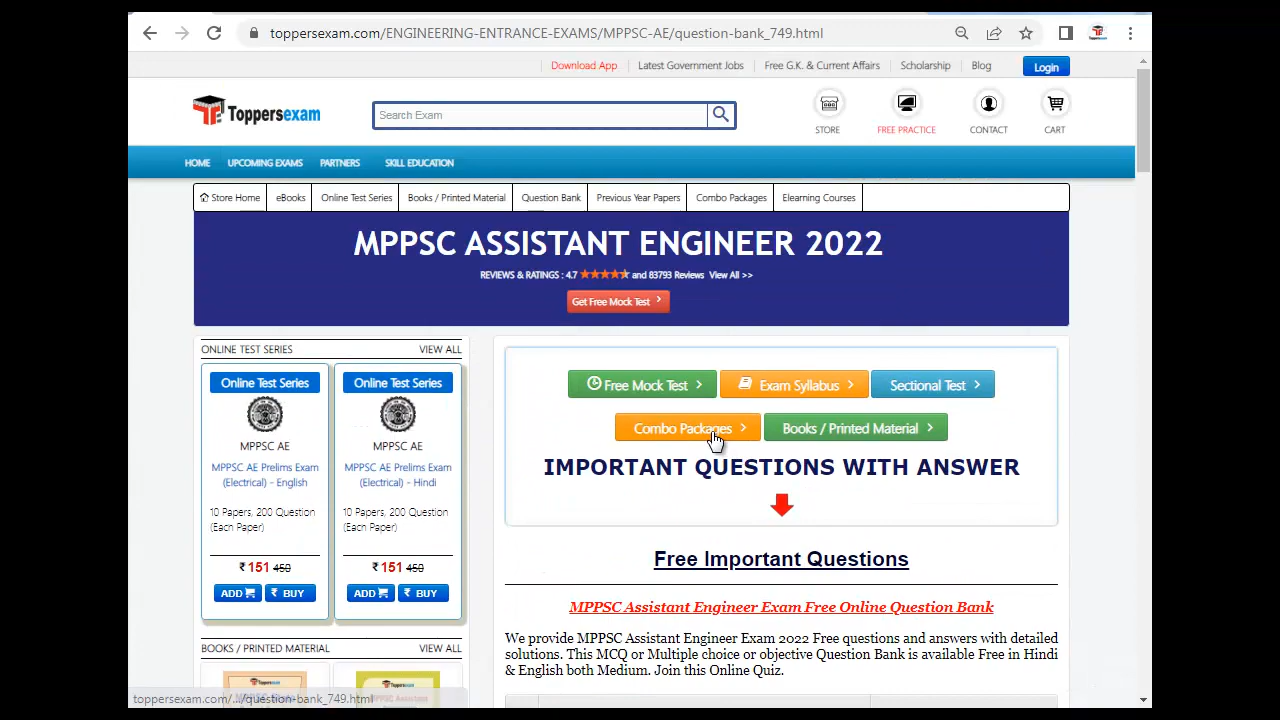 toppersexam.com/ENGINEERING-ENTRANCE-EXAMS/MPPSC-AE/question-bank_749.html
Download App
Latest Government Jobs
Free G.K. & Current Affairs
Scholarship
Blog
Login
Toppersexam
Search Exam
STORE
FREE PRACTICE
CONTACT
CART
HOME
UPCOMING EXAMS
PARTNERS
SKILL EDUCATION
Store Home
eBooks
Online Test Series
Books / Printed Material
Question Bank
Previous Year Papers
Combo Packages
Elearning Courses
MPPSC ASSISTANT ENGINEER 2022
REVIEWS & RATINGS : 4.7 ★★★★★ and 83793 Reviews View All >>
Get Free Mock Test >
ONLINE TEST SERIES
VIEW ALL
Online Test Series
MPPSC AE
MPPSC AE Prelims Exam
(Electrical) - English
10 Papers, 200 Question
(Each Paper)
₹ 151 450
ADD
₹ BUY
Online Test Series
MPPSC AE
MPPSC AE Prelims Exam
(Electrical) - Hindi
10 Papers, 200 Question
(Each Paper)
₹ 151 450
ADD
₹ BUY
BOOKS / PRINTED MATERIAL
VIEW ALL
Free Mock Test >
Exam Syllabus >
Sectional Test >
Combo Packages >
Books / Printed Material >
IMPORTANT QUESTIONS WITH ANSWER
Free Important Questions
MPPSC Assistant Engineer Exam Free Online Question Bank
We provide MPPSC Assistant Engineer Exam 2022 Free questions and answers with detailed
solutions. This MCQ or Multiple choice or objective Question Bank is available Free in Hindi
& English both Medium. Join this Online Quiz.
toppersexam.com/.../question-bank_749.html